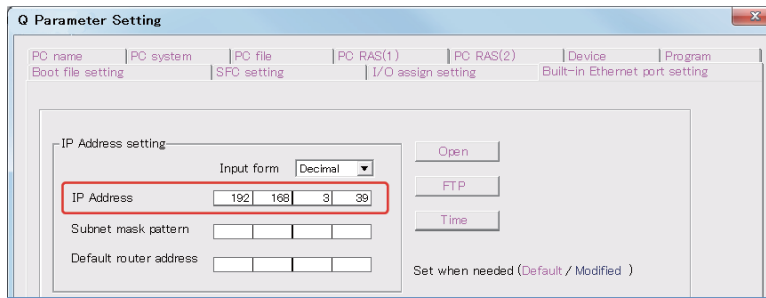 Q Parameter Setting
PC name PC system PC file PC RAS(1) PC RAS(2) Device Program
Boot file setting SFC setting I/O assign setting Built-in Ethernet port setting
IP Address setting
Input form Decimal
IP Address 192 168 3 39
Subnet mask pattern
Default router address
Open
FTP
Time
Set when needed (Default / Modified )